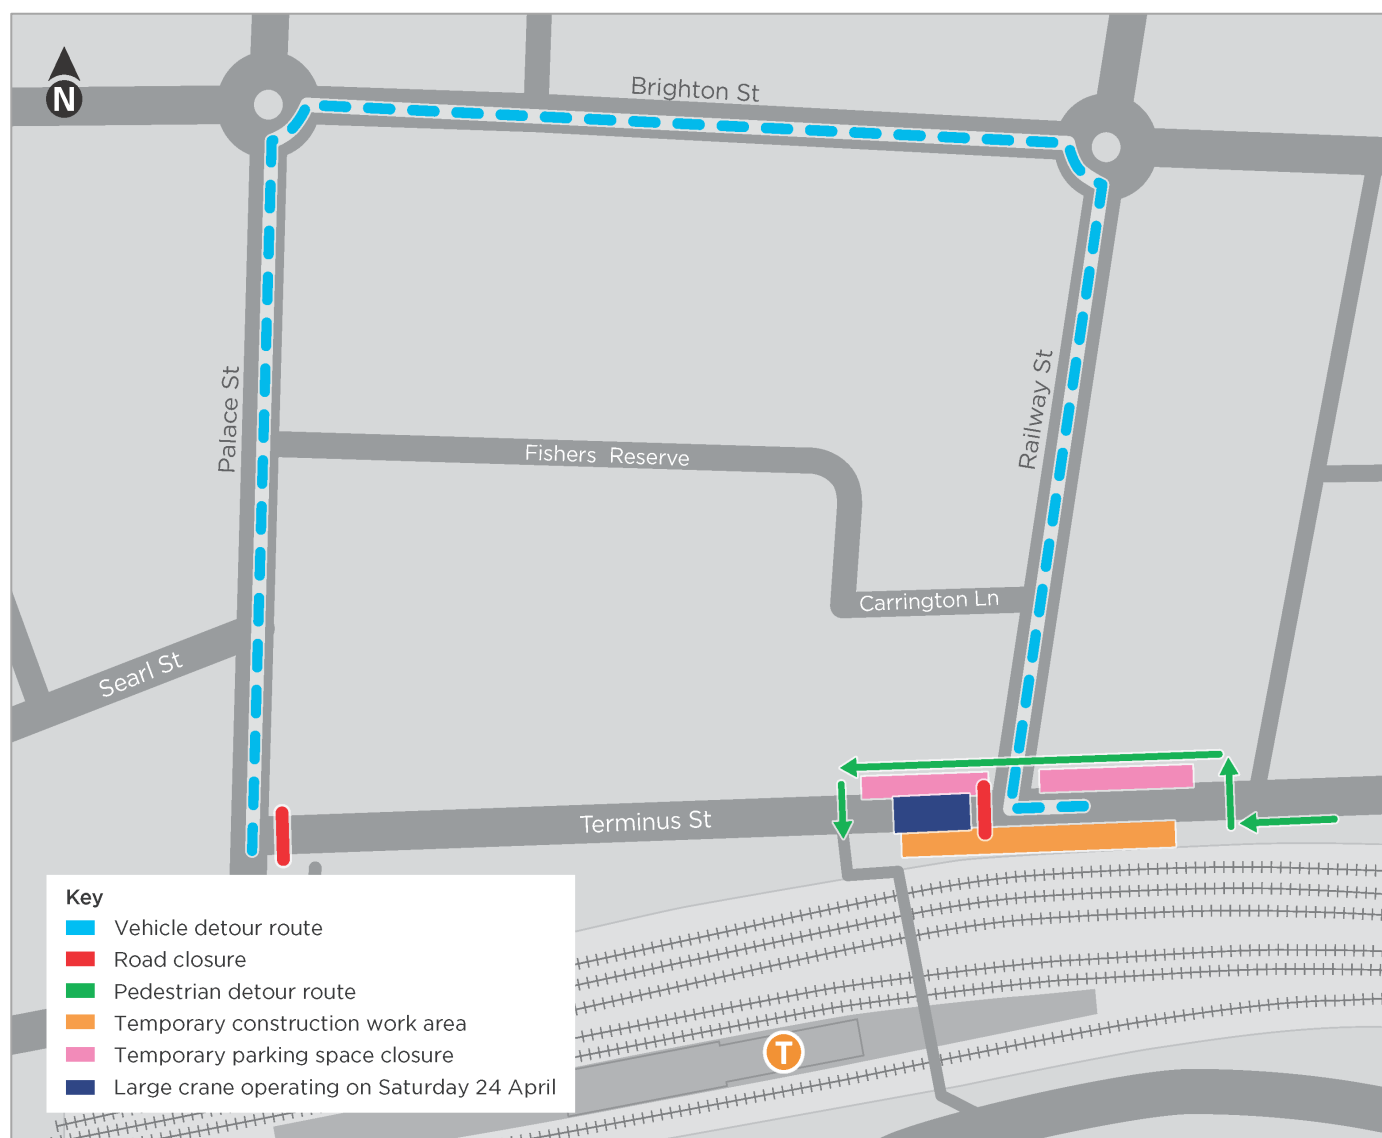 N
Brighton St
Palace St
Railway St
Fishers Reserve
Carrington Ln
Searl St
Terminus St
Key
Vehicle detour route
Road closure
Pedestrian detour route
Temporary construction work area
Temporary parking space closure
Large crane operating on Saturday 24 April
T